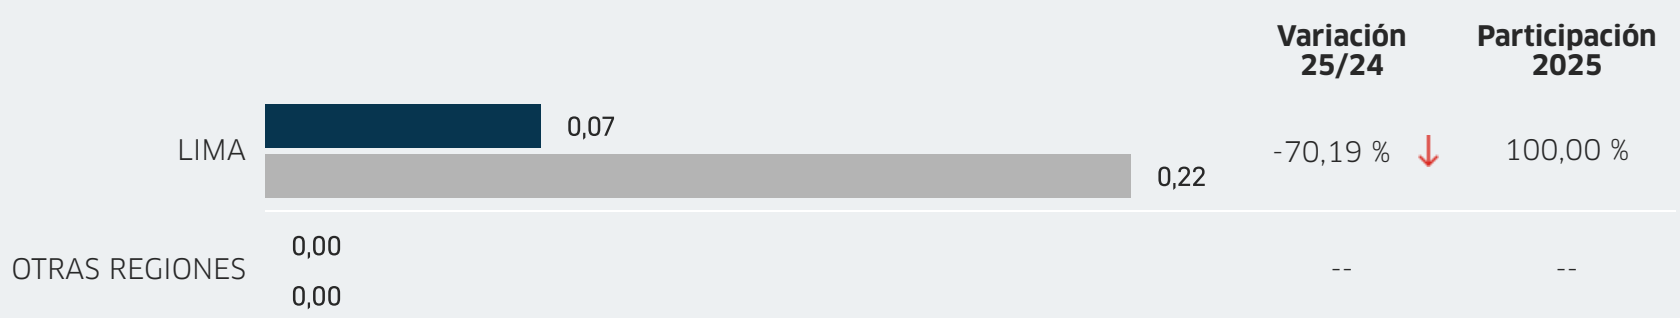 Variación
25/24
Participación
2025
LIMA
0,07
0,22
-70,19 %
100,00 %
OTRAS REGIONES
0,00
0,00
--
--